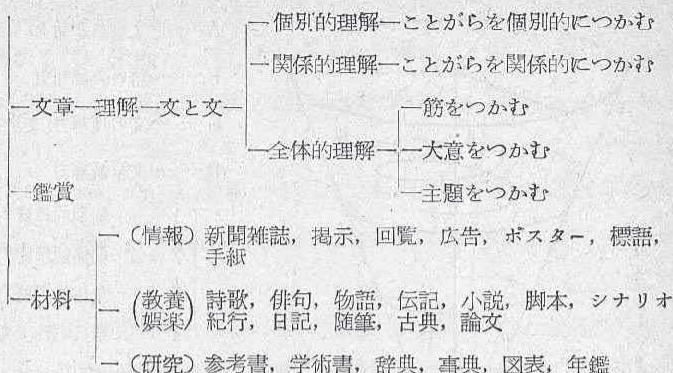 個別的理解―ことがらを個別的につかむ
関係的理解―ことがらを関係的につかむ
文章―理解―文と文
筋をつかむ
全体的理解―大意をつかむ
主題をつかむ
鑑賞
(情報) 新聞雑誌，掲示，回覧，広告，ポスター，標語，
手紙
材料
(教養 娯楽) 詩歌，俳句，物語，伝記，小説，脚本，シナリオ
紀行，日記，随筆，古典，論文
(研究) 参考書，学術書，辞典，事典，図表，年鑑